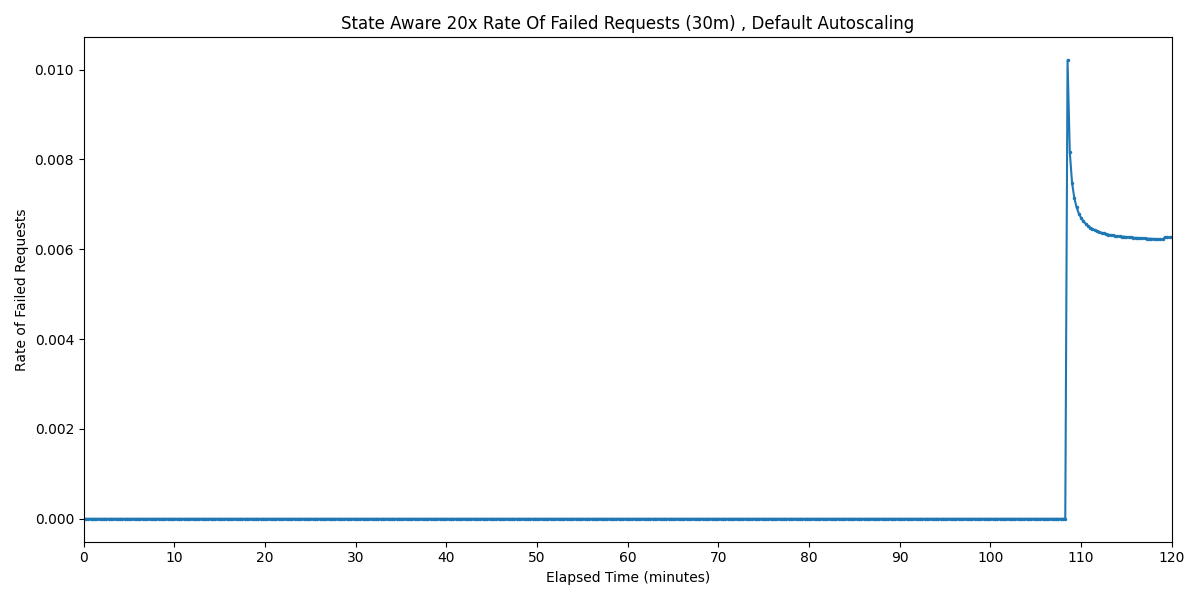 State Aware 20x Rate Of Failed Requests (30m) , Default Autoscaling
0.010
0.008
0.006
0.004
0.002
0.000
Rate of Failed Requests
0 10 20 30 40 50 60 70 80 90 100 110 120
Elapsed Time (minutes)